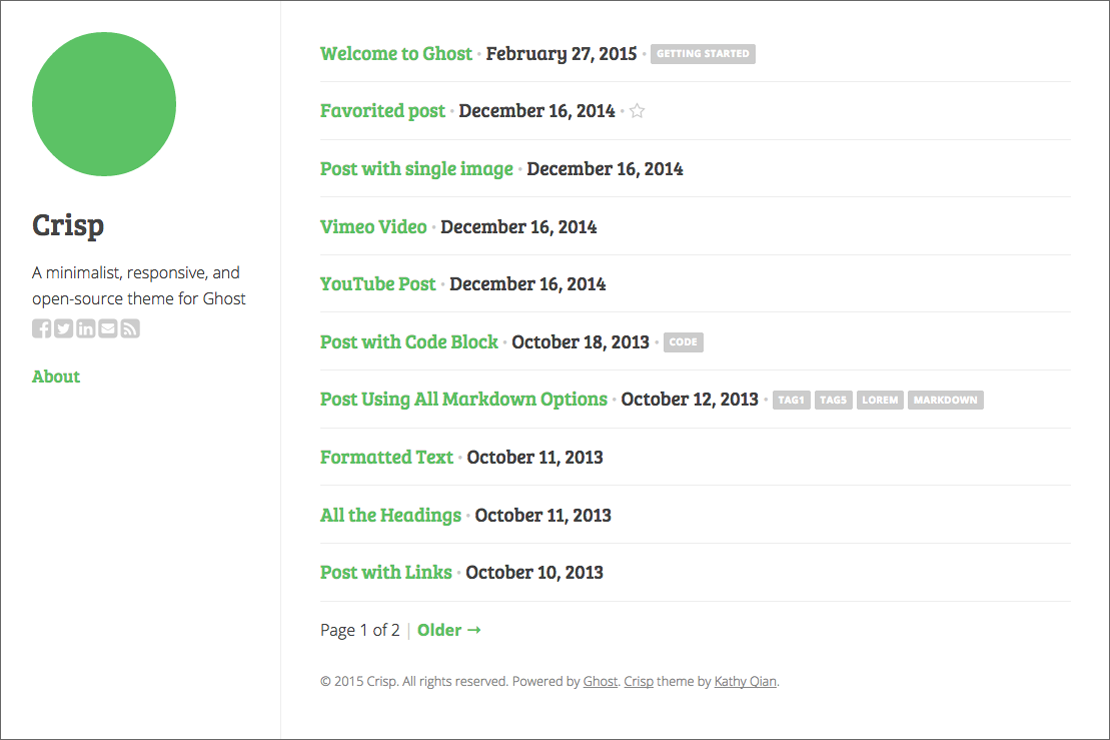 Crisp
A minimalist, responsive, and
open-source theme for Ghost
About
Welcome to Ghost · February 27, 2015 · GETTING STARTED
Favorited post · December 16, 2014 ·
Post with single image · December 16, 2014
Vimeo Video · December 16, 2014
YouTube Post · December 16, 2014
Post with Code Block · October 18, 2013 · CODE
Post Using All Markdown Options · October 12, 2013 · TAG1 TAG5 LOREM MARKDOWN
Formatted Text · October 11, 2013
All the Headings · October 11, 2013
Post with Links · October 10, 2013
Page 1 of 2 | Older →
© 2015 Crisp. All rights reserved. Powered by Ghost. Crisp theme by Kathy Qian.